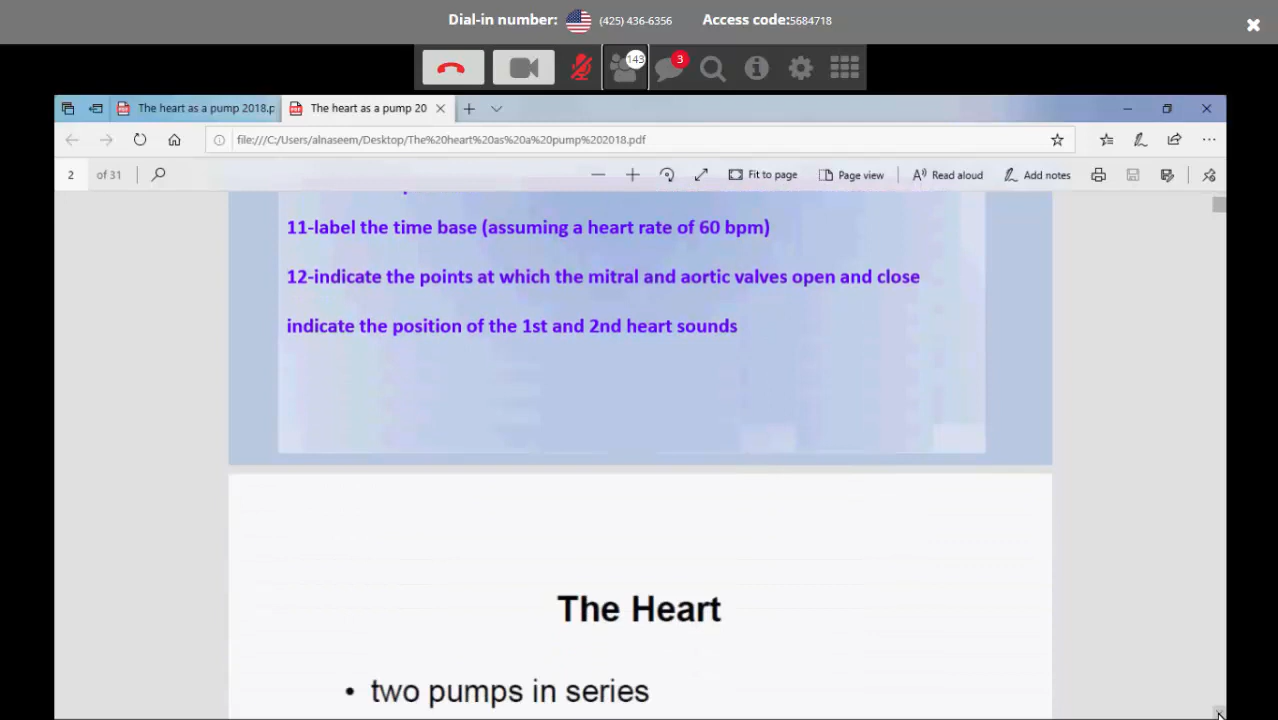 Dial-in number: (425) 436-6356 Access code:5684718
143
3
The heart as a pump 2018.p
The heart as a pump 20
file:///C:/Users/alnaseem/Desktop/The%20heart%20as%20a%20pump%202018.pdf
2 of 31
Fit to page
Page view
Read aloud
Add notes
11-label the time base (assuming a heart rate of 60 bpm)
12-indicate the points at which the mitral and aortic valves open and close
indicate the position of the 1st and 2nd heart sounds
The Heart
• two pumps in series